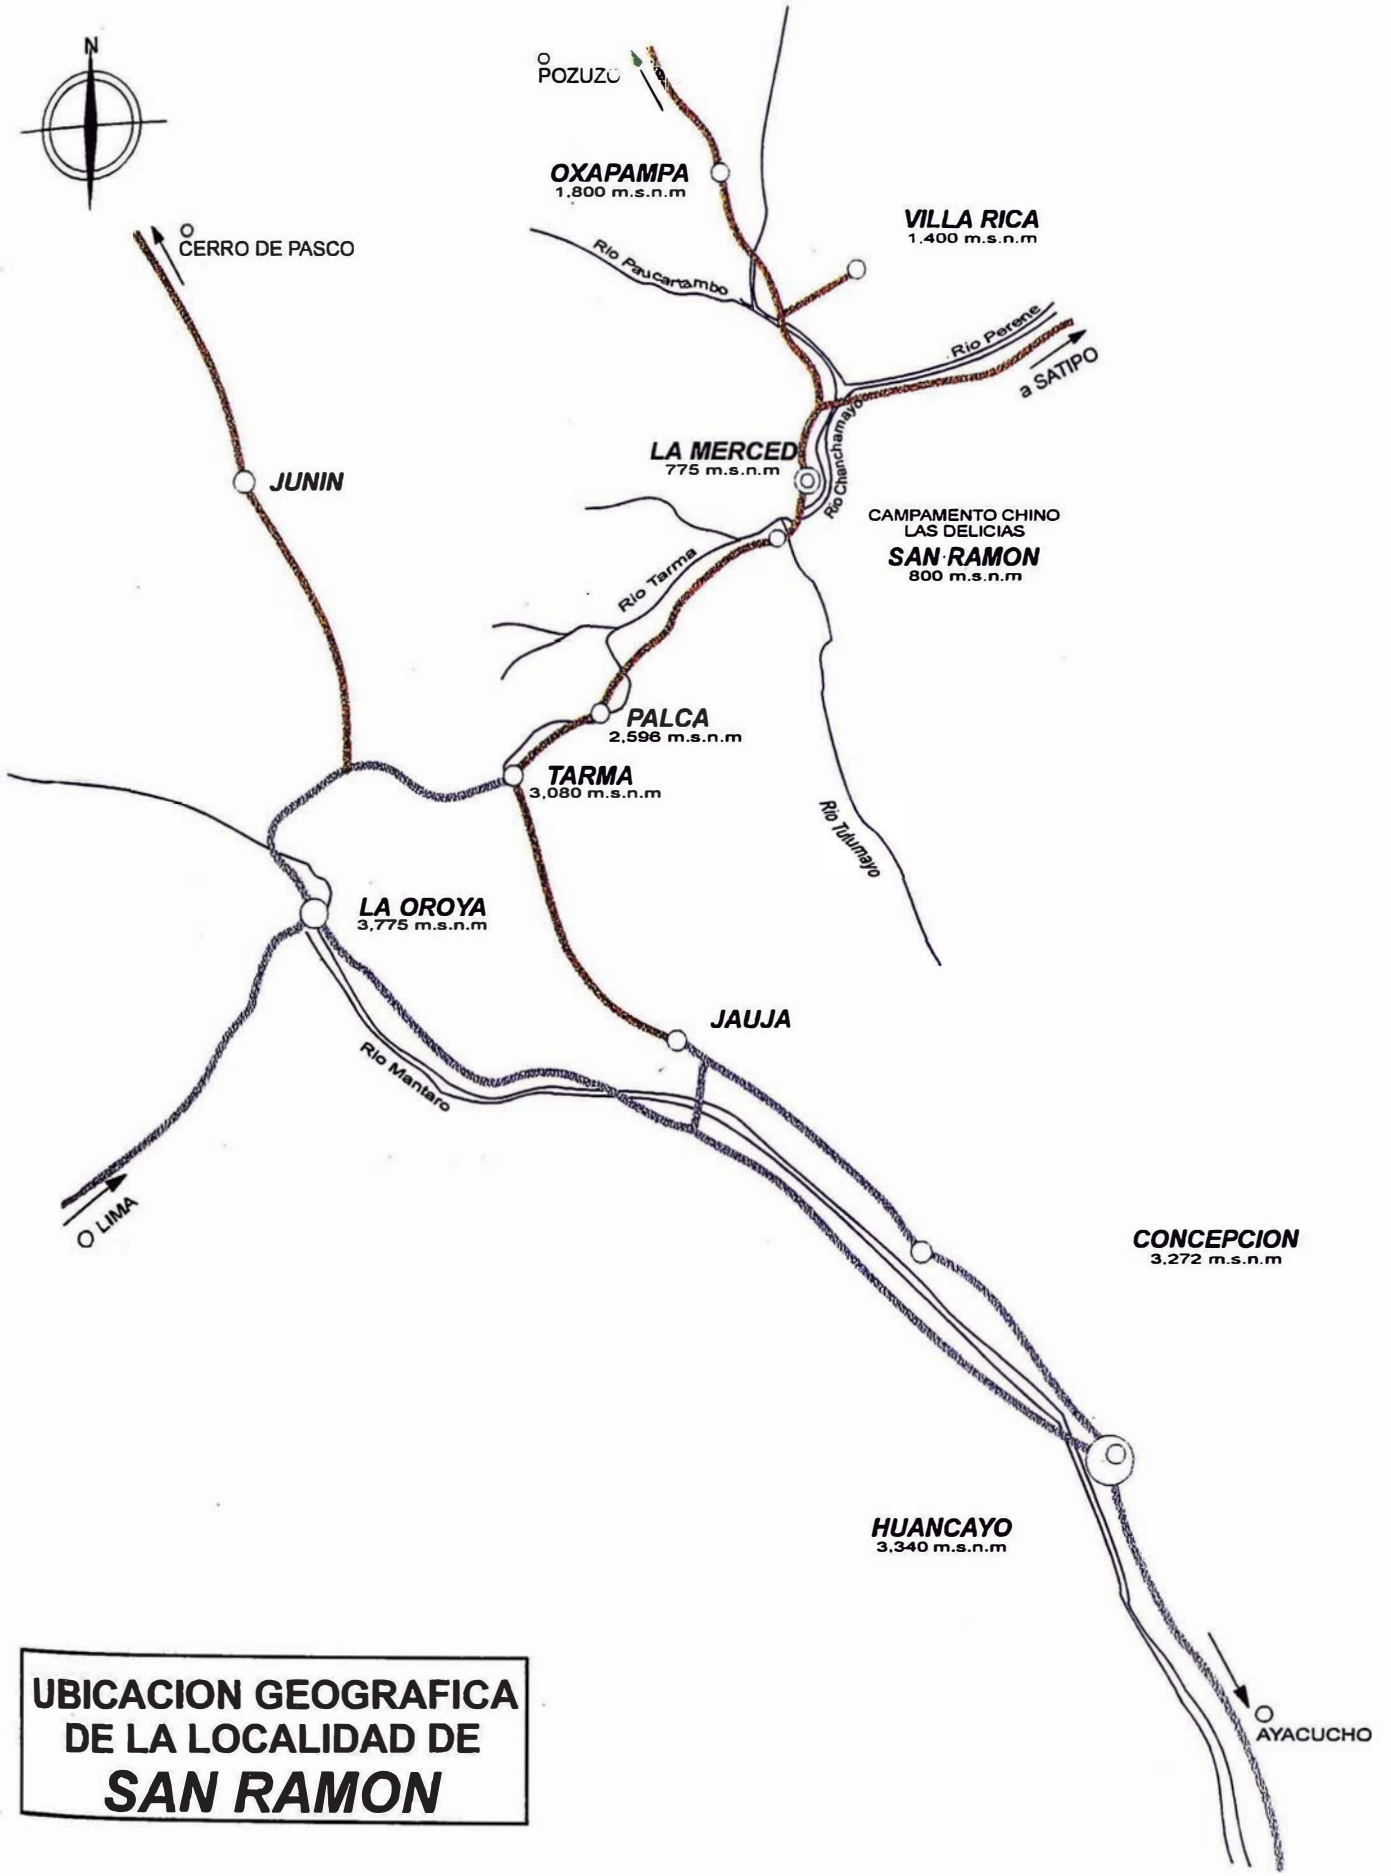 N
POZUZO
OXAPAMPA
1,800 m.s.n.m
VILLA RICA
1,400 m.s.n.m
CERRO DE PASCO
Rio Paucartambo
Rio Perene
a SATIPO
LA MERCED
775 m.s.n.m
Rio Chanchamayo
JUNIN
CAMPAMENTO CHINO
LAS DELICIAS
SAN RAMON
800 m.s.n.m
Rio Tarma
PALCA
2,596 m.s.n.m
TARMA
3,080 m.s.n.m
Rio Tulumayo
LA OROYA
3,775 m.s.n.m
JAUJA
Rio Mantaro
LIMA
CONCEPCION
3,272 m.s.n.m
HUANCAYO
3,340 m.s.n.m
AYACUCHO
UBICACION GEOGRAFICA
DE LA LOCALIDAD DE
SAN RAMON